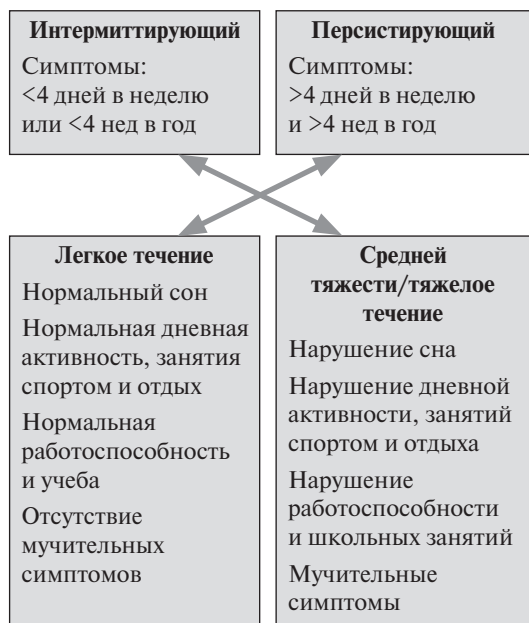 Интермиттирующий
Симптомы:
<4 дней в неделю
или <4 нед в год
Персистирующий
Симптомы:
>4 дней в неделю
и >4 нед в год
Легкое течение
Нормальный сон
Нормальная дневная
активность, занятия
спортом и отдых
Нормальная
работоспособность
и учеба
Отсутствие
мучительных
симптомов
Средней
тяжести/тяжелое
течение
Нарушение сна
Нарушение дневной
активности, занятий
спортом и отдыха
Нарушение
работоспособности
и школьных занятий
Мучительные
симптомы